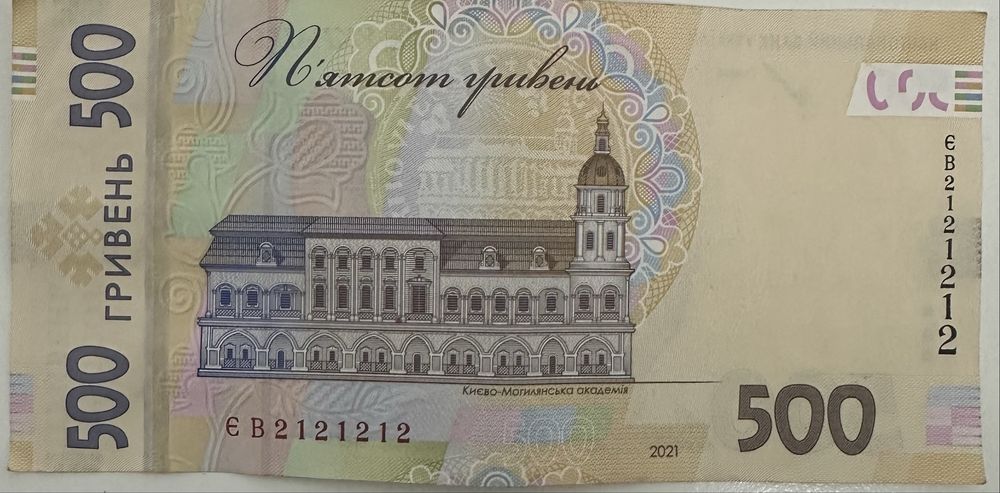 500 ГРИВЕНЬ 500
П'ятсот гривень
ЄВ2121212
Києво-Могилянська академія
ЄВ2121212
2021
500